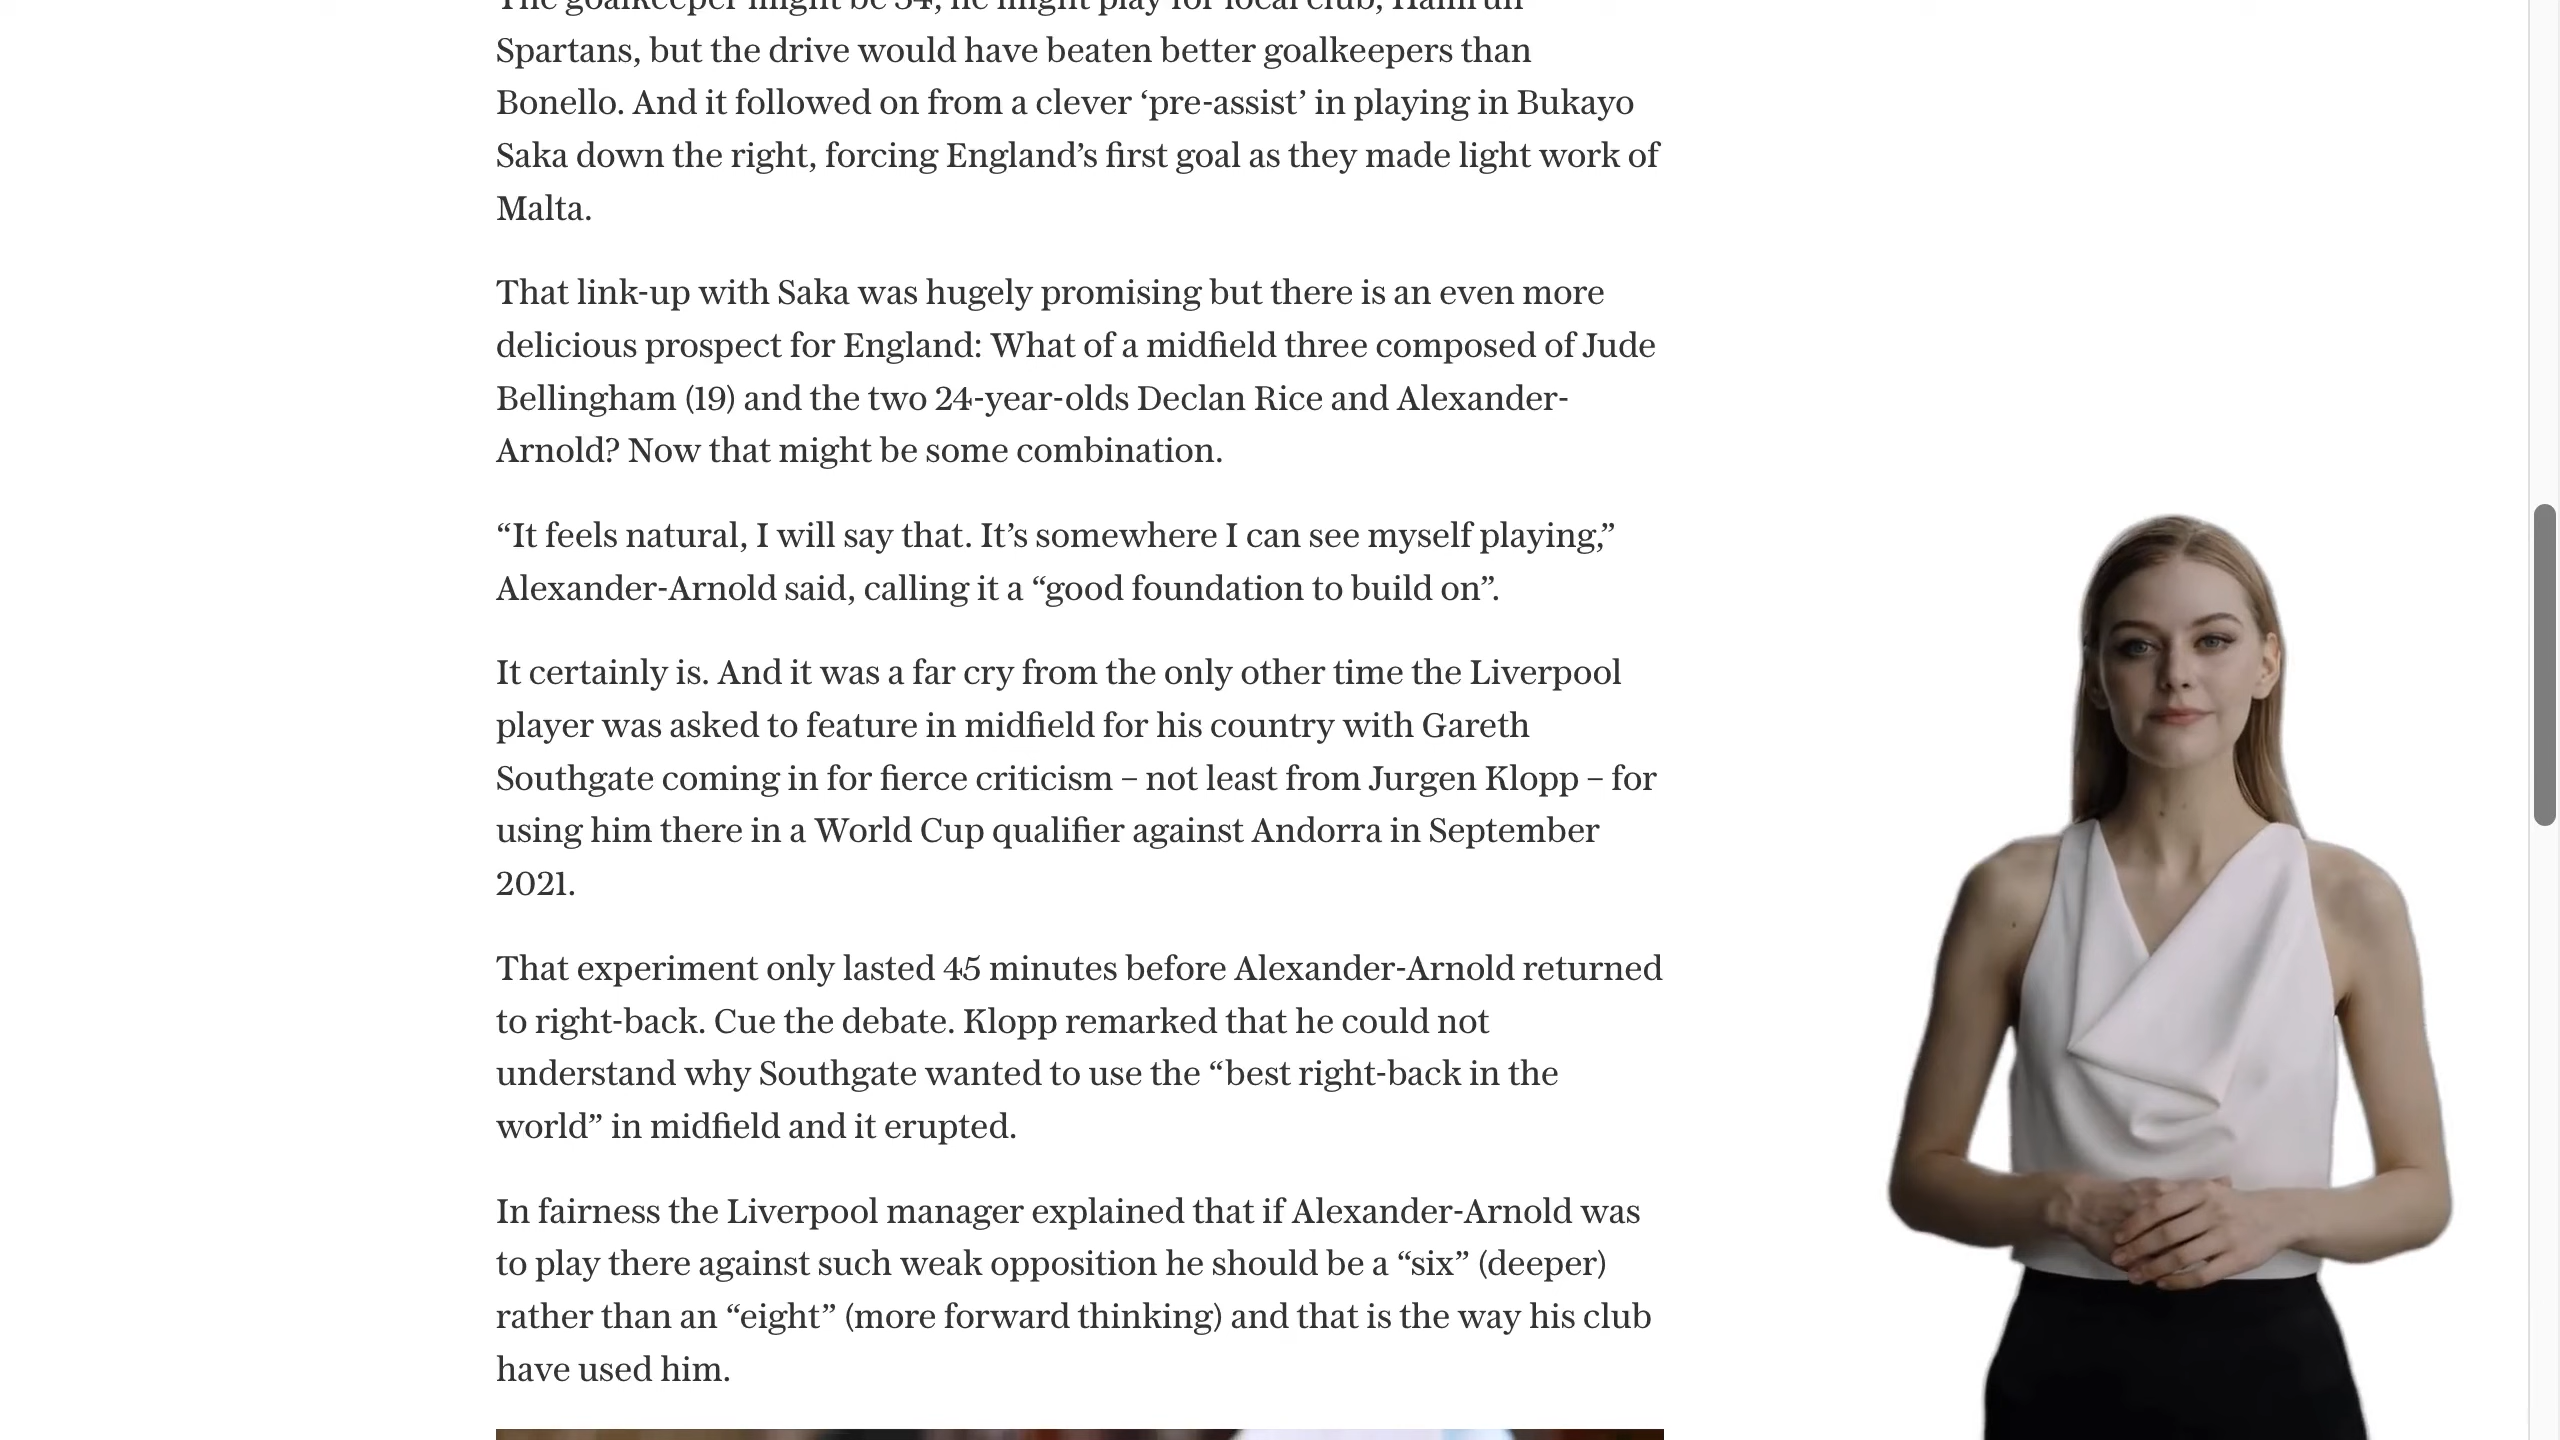 The goalkeeper might be 34, he might play for local club, Hamrun
Spartans, but the drive would have beaten better goalkeepers than
Bonello. And it followed on from a clever ‘pre-assist’ in playing in Bukayo
Saka down the right, forcing England’s first goal as they made light work of
Malta.
That link-up with Saka was hugely promising but there is an even more
delicious prospect for England: What of a midfield three composed of Jude
Bellingham (19) and the two 24-year-olds Declan Rice and Alexander-
Arnold? Now that might be some combination.
“It feels natural, I will say that. It’s somewhere I can see myself playing,”
Alexander-Arnold said, calling it a “good foundation to build on”.
It certainly is. And it was a far cry from the only other time the Liverpool
player was asked to feature in midfield for his country with Gareth
Southgate coming in for fierce criticism – not least from Jurgen Klopp – for
using him there in a World Cup qualifier against Andorra in September
2021.
That experiment only lasted 45 minutes before Alexander-Arnold returned
to right-back. Cue the debate. Klopp remarked that he could not
understand why Southgate wanted to use the “best right-back in the
world” in midfield and it erupted.
In fairness the Liverpool manager explained that if Alexander-Arnold was
to play there against such weak opposition he should be a “six” (deeper)
rather than an “eight” (more forward thinking) and that is the way his club
have used him.